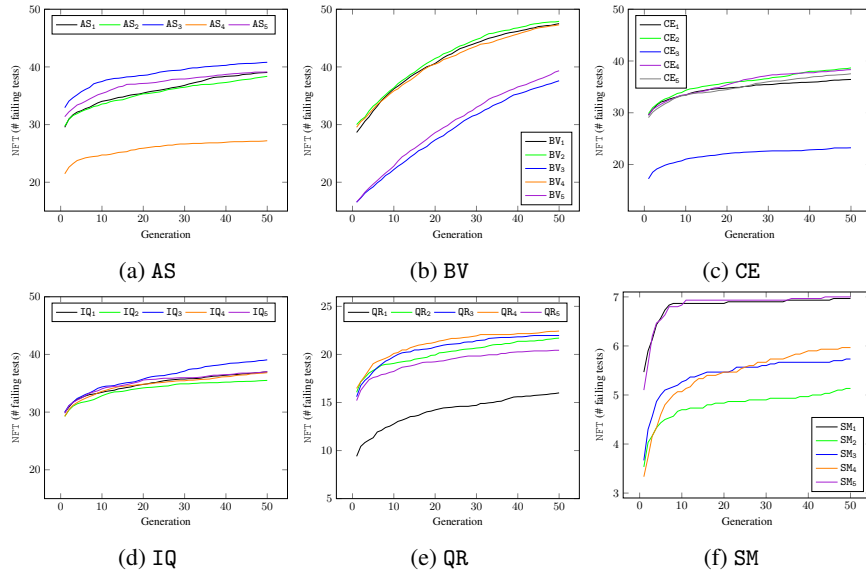 AS1 AS2 AS3 AS4 AS5
50
40
30
20
NFT (# failing tests)
0 10 20 30 40 50
Generation
(a) AS
50
40
30
20
NFT (# failing tests)
BV1
BV2
BV3
BV4
BV5
0 10 20 30 40 50
Generation
(b) BV
50
40
30
20
NFT (# failing tests)
CE1
CE2
CE3
CE4
CE5
0 10 20 30 40 50
Generation
(c) CE
IQ1 IQ2 IQ3 IQ4 IQ5
50
40
30
20
NFT (# failing tests)
0 10 20 30 40 50
Generation
(d) IQ
QR1 QR2 QR3 QR4 QR5
25
20
15
10
5
NFT (# failing tests)
0 10 20 30 40 50
Generation
(e) QR
7
6
5
4
3
NFT (# failing tests)
SM1
SM2
SM3
SM4
SM5
0 10 20 30 40 50
Generation
(f) SM